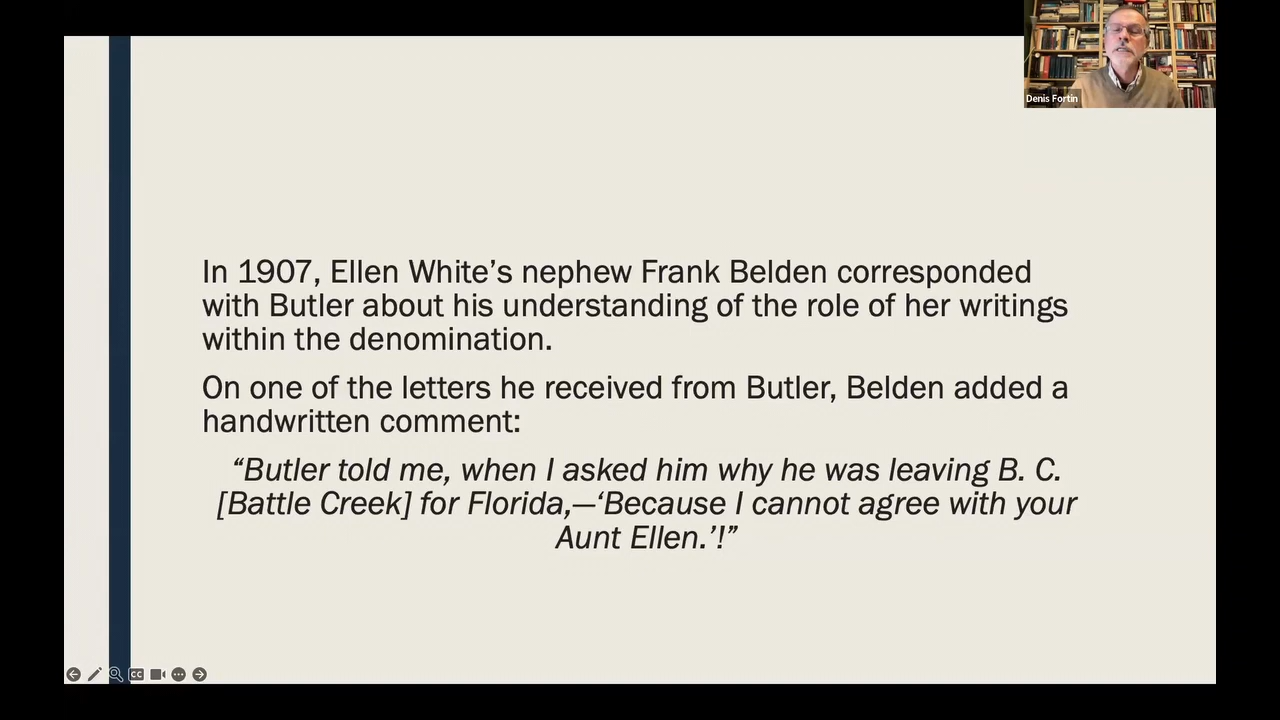 Denis Fortin
In 1907, Ellen White’s nephew Frank Belden corresponded
with Butler about his understanding of the role of her writings
within the denomination.
On one of the letters he received from Butler, Belden added a
handwritten comment:
“Butler told me, when I asked him why he was leaving B. C.
[Battle Creek] for Florida,—‘Because I cannot agree with your
Aunt Ellen.’!”
CC